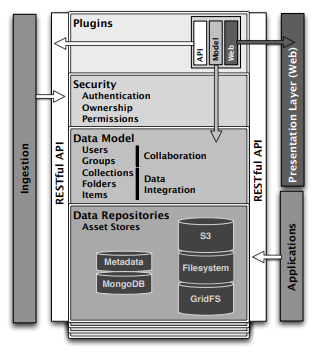 Plugins
API
Model
Web
Security
Authentication
Ownership
Permissions
Data Model
Users
Groups
Collaboration
Collections
Folders
Items
Data
Integration
Data Repositories
Asset Stores
Metadata
MongoDB
S3
Filesystem
GridFS
Ingestion
RESTful API
RESTful API
Presentation Layer (Web)
Applications